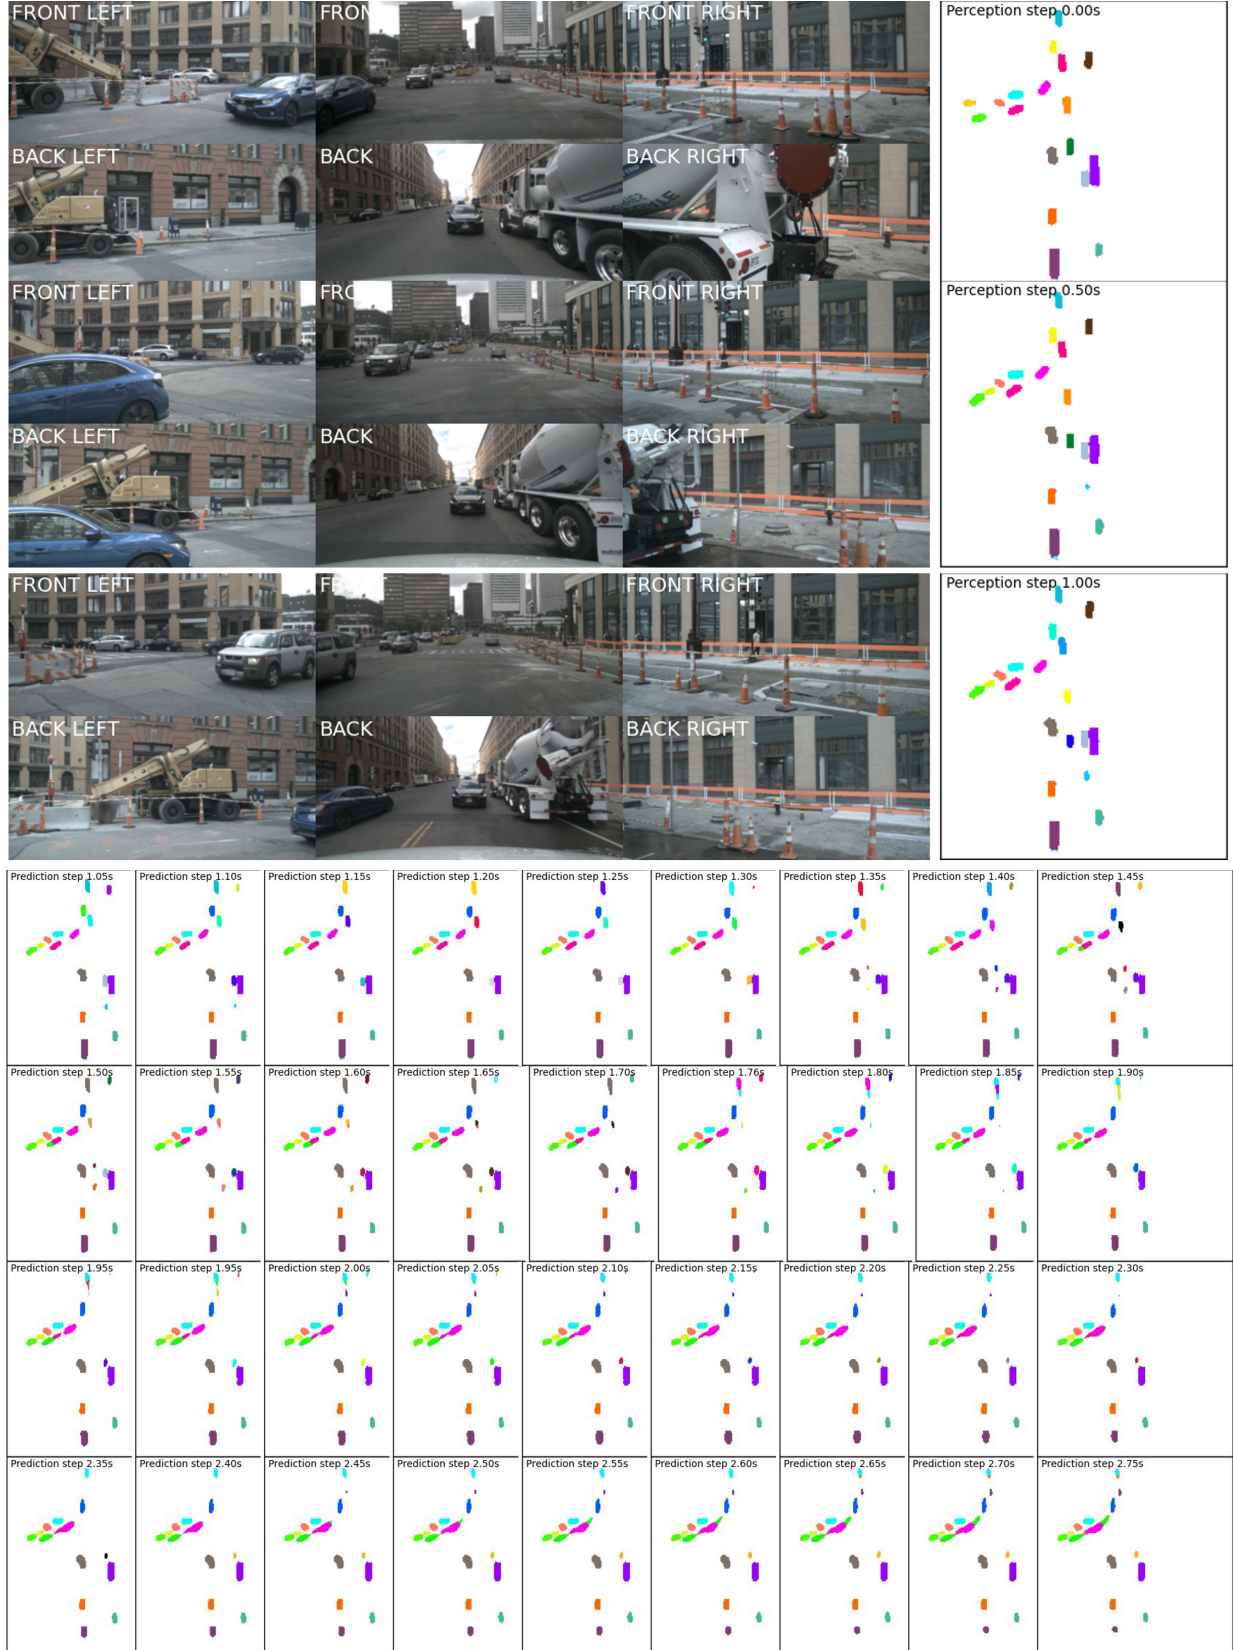 FRONT LEFT
FRON
FRONT RIGHT
Perception step 0.00s
BACK LEFT
BACK
BACK RIGHT
FRONT LEFT
FRO
FRONT RIGHT
Perception step 0.50s
BACK LEFT
BACK
BACK RIGHT
FRONT LEFT
FRONT RIGHT
Perception step 1.00s
BACK LEFT
BACK
BACK RIGHT
Prediction step 1.05s
Prediction step 1.10s
Prediction step 1.15s
Prediction step 1.20s
Prediction step 1.25s
Prediction step 1.30s
Prediction step 1.35s
Prediction step 1.40s
Prediction step 1.45s
Prediction step 1.50s
Prediction step 1.55s
Prediction step 1.60s
Prediction step 1.65s
Prediction step 1.70s
Prediction step 1.76s
Prediction step 1.80s
Prediction step 1.85s
Prediction step 1.90s
Prediction step 1.95s
Prediction step 1.95s
Prediction step 2.00s
Prediction step 2.05s
Prediction step 2.10s
Prediction step 2.15s
Prediction step 2.20s
Prediction step 2.25s
Prediction step 2.30s
Prediction step 2.35s
Prediction step 2.40s
Prediction step 2.45s
Prediction step 2.50s
Prediction step 2.55s
Prediction step 2.60s
Prediction step 2.65s
Prediction step 2.70s
Prediction step 2.75s